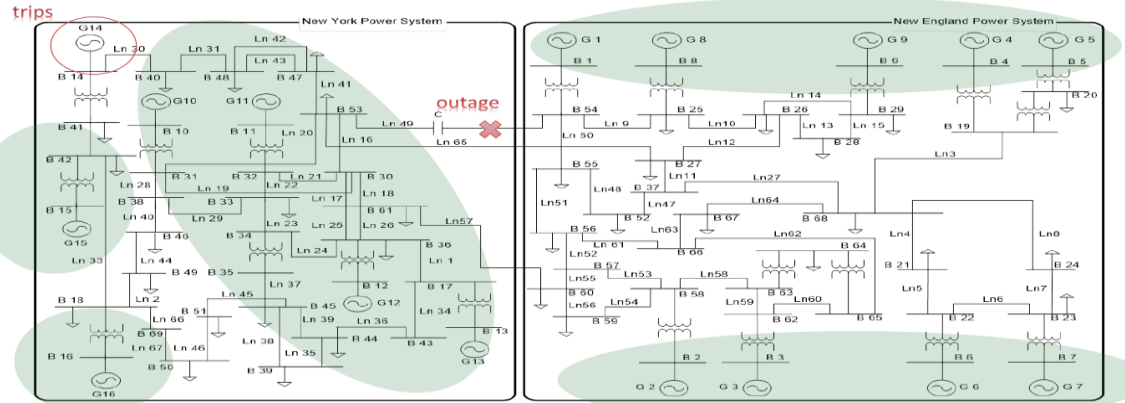 trips
New York Power System
New England Power System
G14
Ln 30
Ln 31
Ln 42
Ln 43
B 14
B 40
B 48
B 47
Ln 41
G10
G11
B 53
outage
C
Ln 49
Ln 65
B 41
B 10
B 11
Ln 20
Ln 16
B 42
B 31
B 32
Ln 21
B 30
Ln 28
Ln 19
Ln 22
Ln 18
B 15
B 38
B 33
Ln 17
B 61
G15
Ln 40
Ln 29
Ln 23
Ln 25
Ln 26
Ln57
B 46
B 34
Ln 24
B 36
Ln 33
Ln 44
Ln 1
B 49
B 35
B 12
B 17
Ln 37
G12
B 18
Ln 2
Ln 45
B 45
Ln 34
Ln 66
B 51
Ln 39
Ln 36
B 13
B 69
B 16
Ln 67
Ln 46
Ln 38
Ln 35
B 44
B 43
G13
B 50
B 39
G16
G 1
G 8
G 9
G 4
G 5
B 1
B 8
B 9
B 4
B 5
Ln 14
B 20
B 54
B 25
B 26
B 29
Ln 50
Ln 9
Ln 10
Ln 13
Ln 15
B 19
Ln 12
B 28
B 55
B 27
Ln3
Ln 11
Ln48
B 37
Ln27
Ln51
Ln47
Ln64
B 52
B 67
B 68
B 56
Ln63
Ln4
Ln8
Ln 61
Ln62
Ln52
B 66
B 64
B 57
B 21
B 24
Ln55
Ln53
Ln58
B 60
B 58
B 63
Ln5
Ln7
Ln56
Ln54
Ln59
Ln60
Ln6
B 59
B 62
B 65
B 22
B 23
B 2
B 3
B 6
B 7
G 2
G 3
G 6
G 7